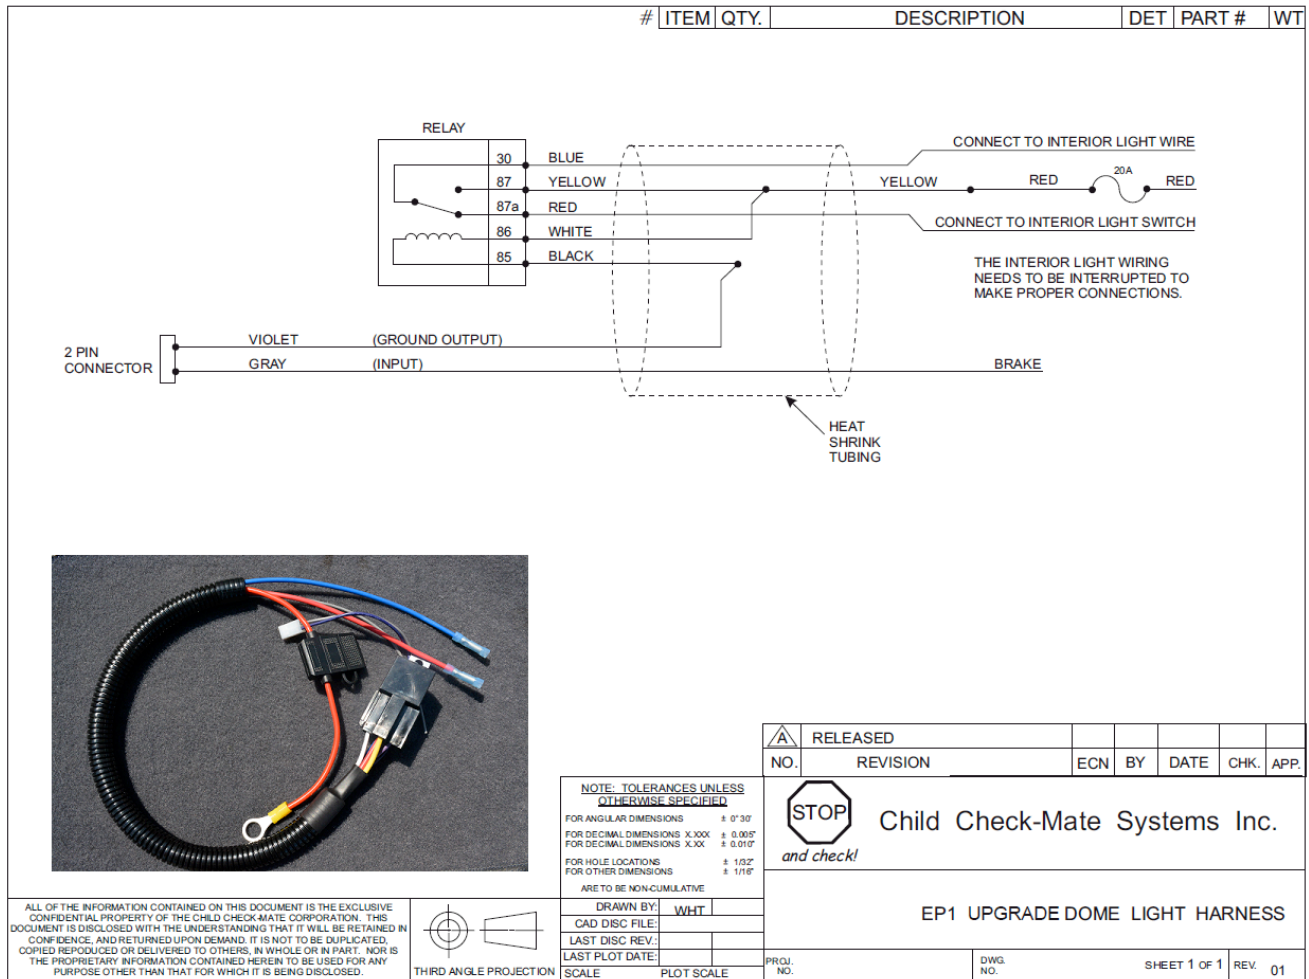 # ITEM QTY. DESCRIPTION DET PART # WT
RELAY
30 BLUE
87 YELLOW
87a RED
86 WHITE
85 BLACK
CONNECT TO INTERIOR LIGHT WIRE
YELLOW RED 20A RED
CONNECT TO INTERIOR LIGHT SWITCH
THE INTERIOR LIGHT WIRING
NEEDS TO BE INTERRUPTED TO
MAKE PROPER CONNECTIONS.
2 PIN
CONNECTOR
VIOLET (GROUND OUTPUT)
GRAY (INPUT)
BRAKE
HEAT
SHRINK
TUBING
A RELEASED
NO. REVISION ECN BY DATE CHK. APP.
NOTE: TOLERANCES UNLESS
OTHERWISE SPECIFIED
FOR ANGULAR DIMENSIONS ± 0° 30'
FOR DECIMAL DIMENSIONS X.XXX ± 0.005"
FOR DECIMAL DIMENSIONS X.XX ± 0.010"
FOR HOLE LOCATIONS ± 1/32"
FOR OTHER DIMENSIONS ± 1/16"
ARE TO BE NON-CUMULATIVE
STOP
and check!
Child Check-Mate Systems Inc.
DRAWN BY: WHT
CAD DISC FILE:
LAST DISC REV.:
LAST PLOT DATE:
SCALE PLOT SCALE
EP1 UPGRADE DOME LIGHT HARNESS
PROJ.
NO.
DWG.
NO.
SHEET 1 OF 1 REV. 01
ALL OF THE INFORMATION CONTAINED ON THIS DOCUMENT IS THE EXCLUSIVE
CONFIDENTIAL PROPERTY OF THE CHILD CHECK-MATE CORPORATION. THIS
DOCUMENT IS DISCLOSED WITH THE UNDERSTANDING THAT IT WILL BE RETAINED IN
CONFIDENCE, AND RETURNED UPON DEMAND. IT IS NOT TO BE DUPLICATED,
COPIED REPODUCED OR DELIVERED TO OTHERS, IN WHOLE OR IN PART. NOR IS
THE PROPRIETARY INFORMATION CONTAINED HEREIN TO BE USED FOR ANY
PURPOSE OTHER THAN THAT FOR WHICH IT IS BEING DISCLOSED.
THIRD ANGLE PROJECTION